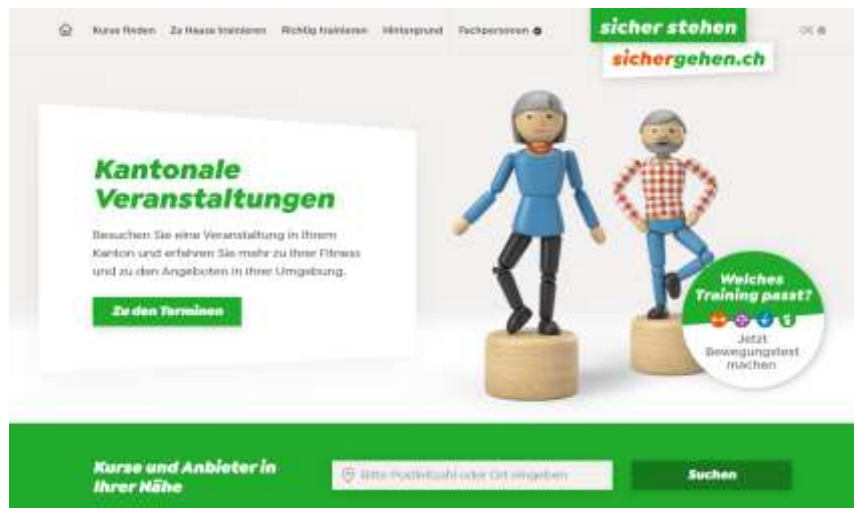 Kurse finden Zu Hause trainieren Richtig trainieren Hintergrund Fachpersonen
sicher stehen
sichergehen.ch
DE
Kantonale
Veranstaltungen
Besuchen Sie eine Veranstaltung in Ihrem
Kanton und erfahren Sie mehr zu Ihrer Fitness
und zu den Angeboten in Ihrer Umgebung.
Zu den Terminen
Welches
Training passt?
Jetzt
Bewegungstest
machen
Kurse und Anbieter in
Ihrer Nähe
Bitte Postleitzahl oder Ort eingeben
Suchen